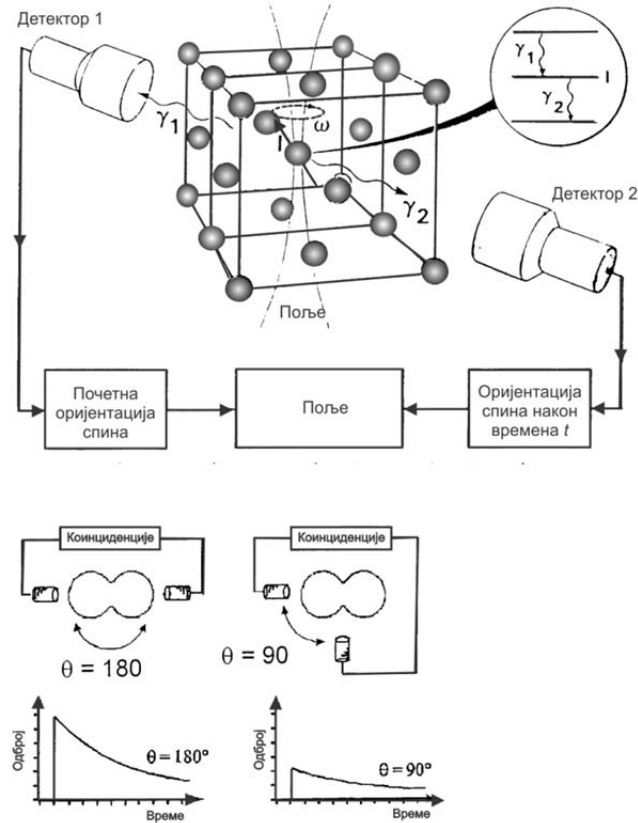 Детектор 1
γ1
I
ω
γ2
γ1
I
γ2
Детектор 2
Поље
Почетна
оријентација
спина
Поље
Оријентација
спина након
времена t
Коинциденције
θ = 180
Коинциденције
θ = 90
Одброј
θ = 180°
Време
Одброј
θ = 90°
Време